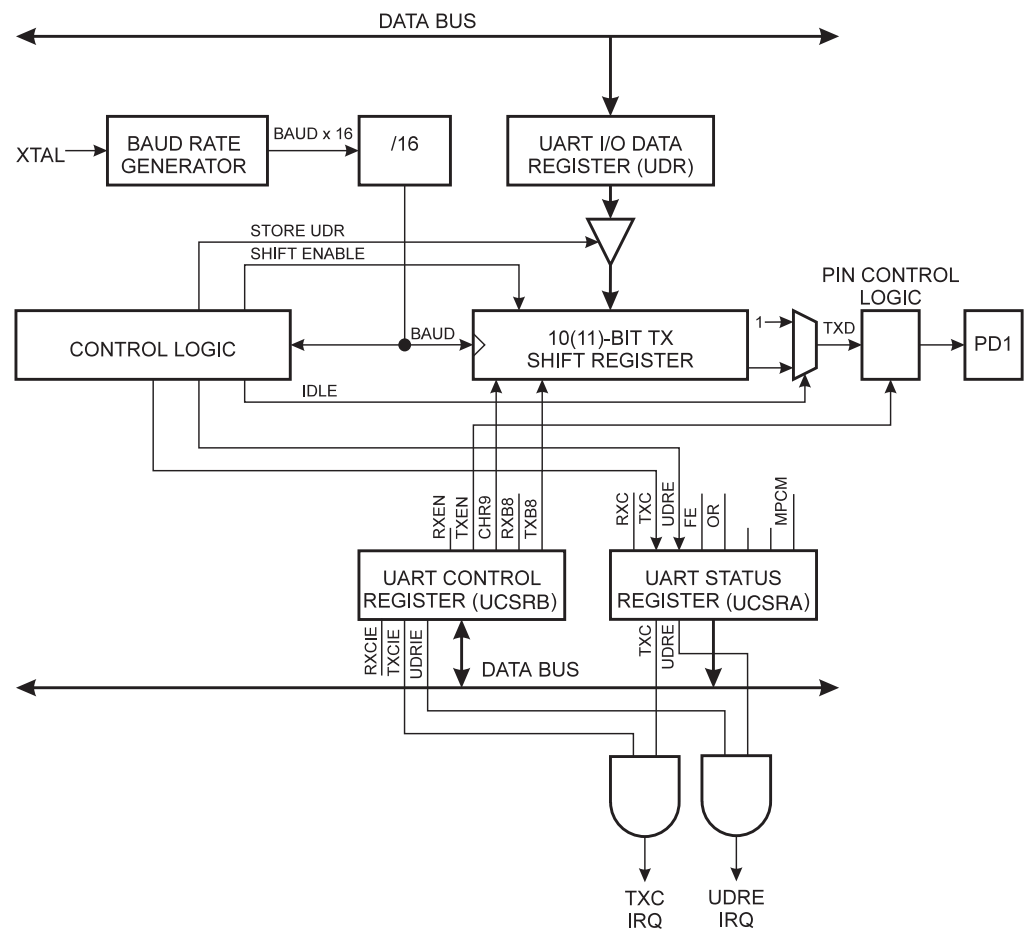 DATA BUS
BAUD RATE
GENERATOR
XTAL
BAUD x 16
/16
UART I/O DATA
REGISTER (UDR)
STORE UDR
SHIFT ENABLE
PIN CONTROL
LOGIC
CONTROL LOGIC
BAUD
10(11)-BIT TX
SHIFT REGISTER
1
TXD
PD1
IDLE
RXEN
TXEN
CHR9
RXB8
TXB8
RXC
TXC
UDRE
FE
OR
MPCM
UART CONTROL
REGISTER (UCSRB)
UART STATUS
REGISTER (UCSRA)
RXCIE
TXCIE
UDRIE
TXC
UDRE
DATA BUS
TXC
IRQ
UDRE
IRQ